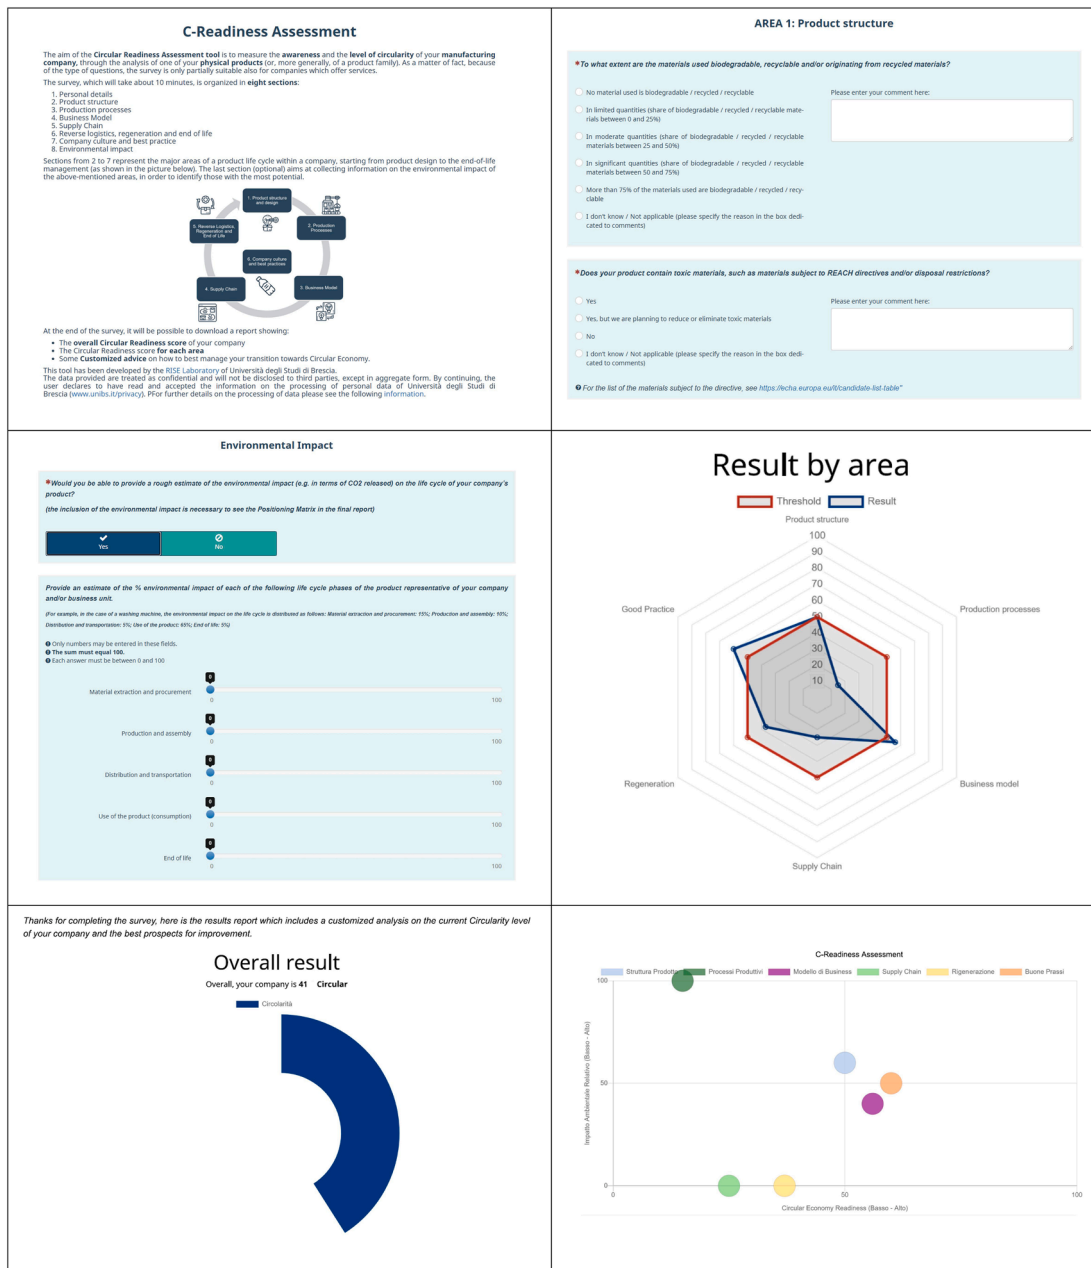 C-Readiness Assessment
The aim of the Circular Readiness Assessment tool is to measure the awareness and the level of circularity of your manufacturing
company, through the analysis of one of your physical products (or, more generally, of a product family). As a matter of fact, because
of the type of questions, the survey is only partially suitable also for companies which offer services.
The survey, which will take about 10 minutes, is organized in eight sections:
1. Personal details
2. Product structure
3. Production processes
4. Business Model
5. Supply Chain
6. Reverse logistics, regeneration and end of life
7. Company culture and best practice
8. Environmental impact
Sections from 2 to 7 represent the major areas of a product life cycle within a company, starting from product design to the end-of-life
management (as shown in the picture below). The last section (optional) aims at collecting information on the environmental impact of
the above-mentioned areas, in order to identify those with the most potential.
1. Product structure
and design
5. Reverse Logistics,
Regeneration and
End of Life
2. Production
Processes
6. Company culture
and best practices
4. Supply Chain
3. Business Model
At the end of the survey, it will be possible to download a report showing:
• The overall Circular Readiness score of your company
• The Circular Readiness score for each area
• Some Customized advice on how to best manage your transition towards Circular Economy.
This tool has been developed by the RISE Laboratory of Università degli Studi di Brescia.
The data provided are treated as confidential and will not be disclosed to third parties, except in aggregate form. By continuing, the
user declares to have read and accepted the information on the processing of personal data of Università degli Studi di
Brescia (www.unibs.it/privacy). PFor further details on the processing of data please see the following information.
AREA 1: Product structure
*To what extent are the materials used biodegradable, recyclable and/or originating from recycled materials?
No material used is biodegradable / recycled / recyclable
Please enter your comment here:
In limited quantities (share of biodegradable / recycled / recyclable mate-
rials between 0 and 25%)
In moderate quantities (share of biodegradable / recycled / recyclable
materials between 25 and 50%)
In significant quantities (share of biodegradable / recycled / recyclable
materials between 50 and 75%)
More than 75% of the materials used are biodegradable / recycled / recy-
clable
I don't know / Not applicable (please specify the reason in the box dedi-
cated to comments)
*Does your product contain toxic materials, such as materials subject to REACH directives and/or disposal restrictions?
Yes
Please enter your comment here:
Yes, but we are planning to reduce or eliminate toxic materials
No
I don't know / Not applicable (please specify the reason in the box dedi-
cated to comments)
For the list of the materials subject to the directive, see https://echa.europa.eu/it/candidate-list-table"
Environmental Impact
*Would you be able to provide a rough estimate of the environmental impact (e.g. in terms of CO2 released) on the life cycle of your company's
product?
(the inclusion of the environmental impact is necessary to see the Positioning Matrix in the final report)
Yes
No
Provide an estimate of the % environmental impact of each of the following life cycle phases of the product representative of your company
and/or business unit.
(For example, in the case of a washing machine, the environmental impact on the life cycle is distributed as follows: Material extraction and procurement: 15%; Production and assembly: 10%;
Distribution and transportation: 5%; Use of the product: 65%; End of life: 5%)
Only numbers may be entered in these fields.
The sum must equal 100.
Each answer must be between 0 and 100
0
Material extraction and procurement
0 100
0
Production and assembly
0 100
0
Distribution and transportation
0 100
0
Use of the product (consumption)
0 100
0
End of life
0 100
Result by area
Threshold Result
Product structure
100
90
80
70
60
50
40
30
20
10
Good Practice
Production processes
Regeneration
Business model
Supply Chain
Thanks for completing the survey, here is the results report which includes a customized analysis on the current Circularity level
of your company and the best prospects for improvement.
Overall result
Overall, your company is 41 Circular
Circolarità
C-Readiness Assessment
Struttura Prodotto Processi Produttivi Modello di Business Supply Chain Rigenerazione Buone Prassi
100
50
0
Impatto Ambientale Relativo (Basso - Alto)
0 50 100
Circular Economy Readiness (Basso - Alto)